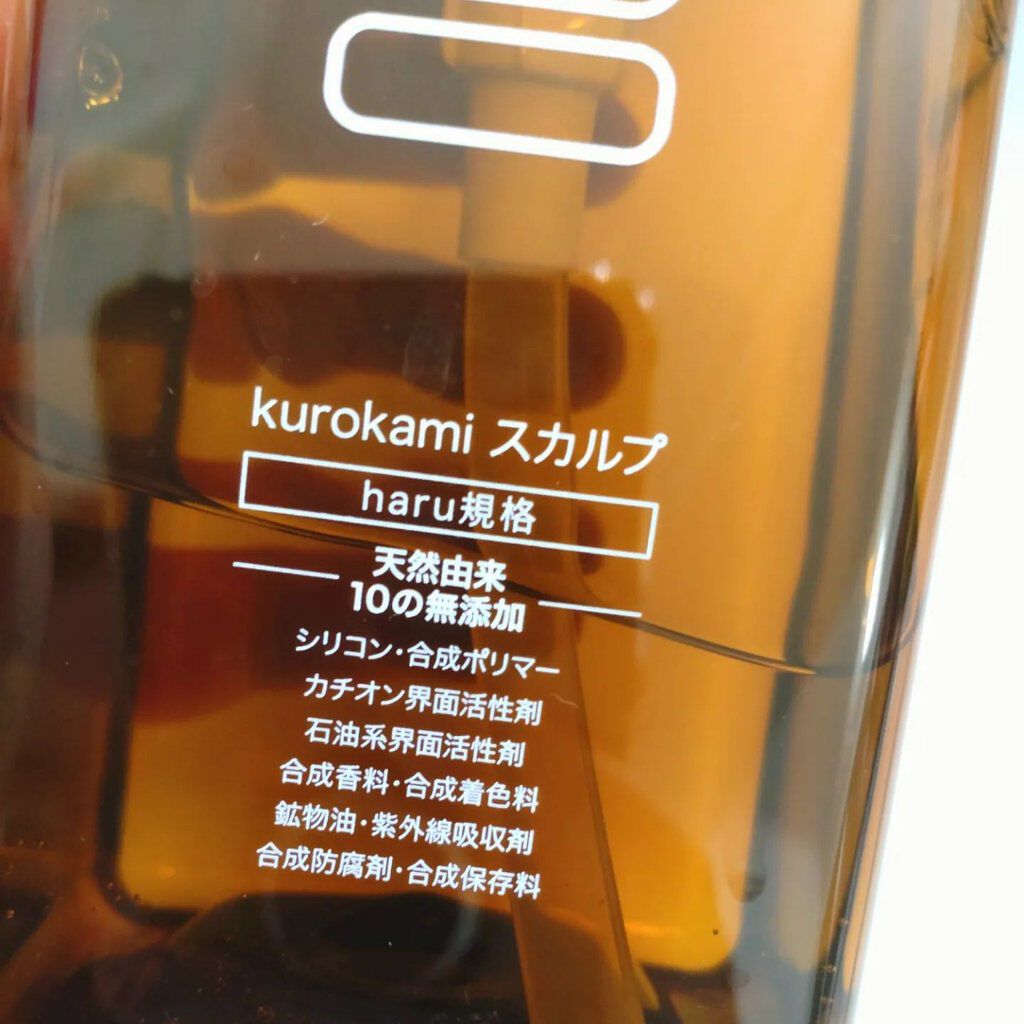 kurokami スカルプ
haru規格
天然由来
10の無添加
シリコン・合成ポリマー
カチオン界面活性剤
石油系界面活性剤
合成香料・合成着色料
鉱物油・紫外線吸収剤
合成防腐剤・合成保存料